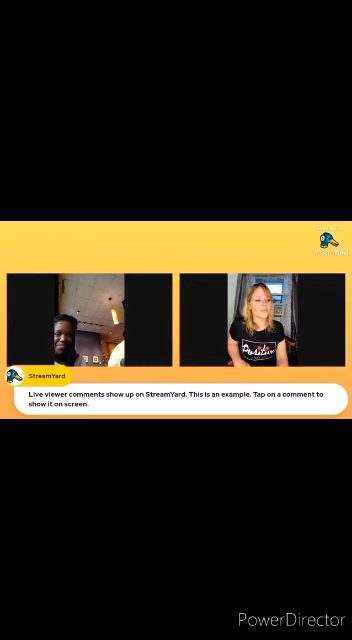 StreamYard
Positive
StreamYard
Live viewer comments show up on StreamYard. This is an example. Tap on a comment to
show it on screen.
PowerDirector